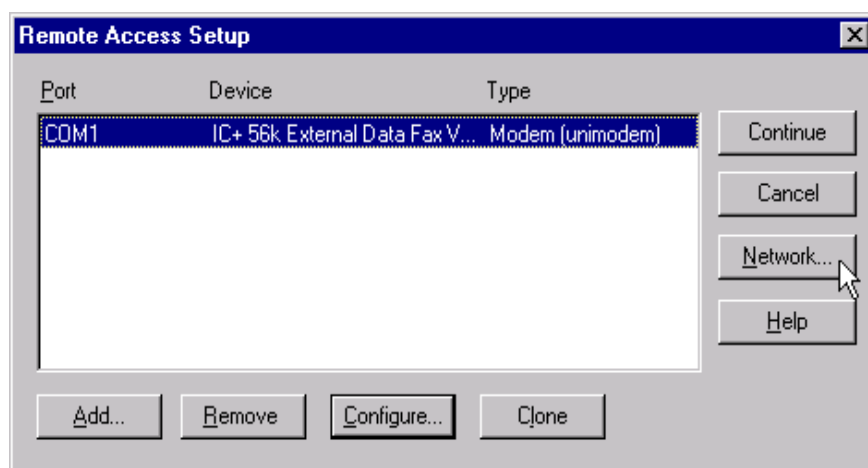 Remote Access Setup
Port Device Type
COM1 IC+ 56k External Data Fax V... Modem (unimodem)
Continue
Cancel
Network...
Help
Add... Remove Configure... Clone